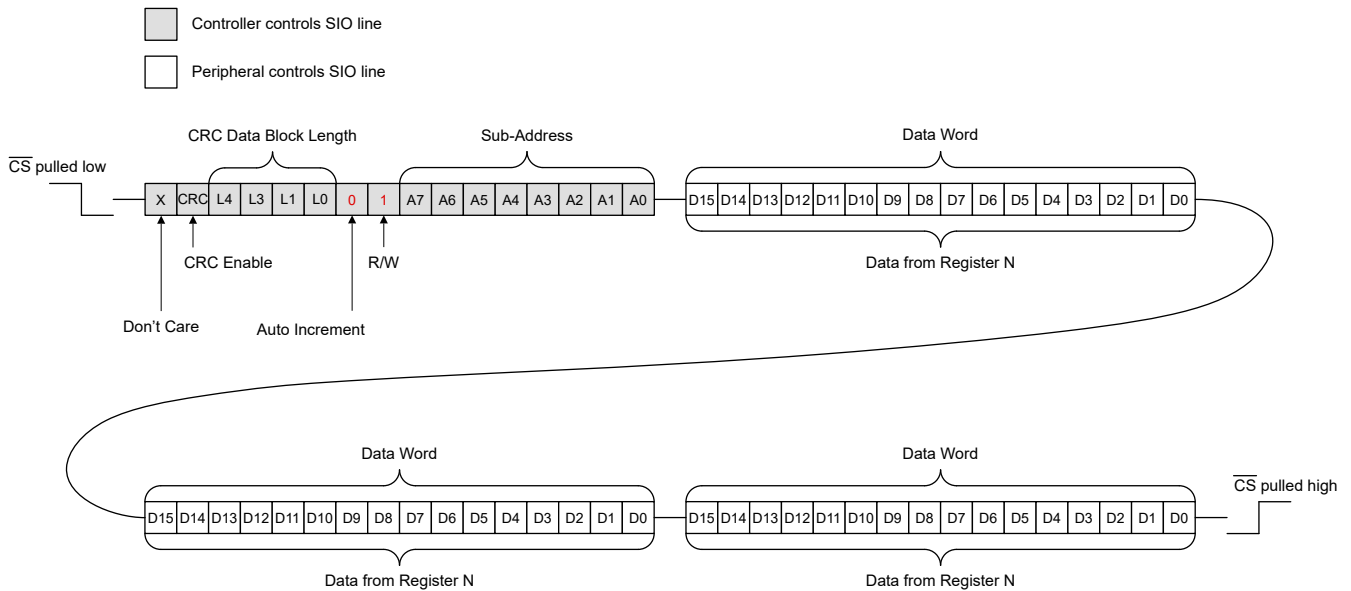 Controller controls SIO line
Peripheral controls SIO line
CRC Data Block Length
Sub-Address
Data Word
CS pulled low
X CRC L4 L3 L1 L0 0 1 A7 A6 A5 A4 A3 A2 A1 A0 D15 D14 D13 D12 D11 D10 D9 D8 D7 D6 D5 D4 D3 D2 D1 D0
CRC Enable
R/W
Data from Register N
Don't Care
Auto Increment
Data Word
Data Word
CS pulled high
D15 D14 D13 D12 D11 D10 D9 D8 D7 D6 D5 D4 D3 D2 D1 D0 D15 D14 D13 D12 D11 D10 D9 D8 D7 D6 D5 D4 D3 D2 D1 D0
Data from Register N
Data from Register N